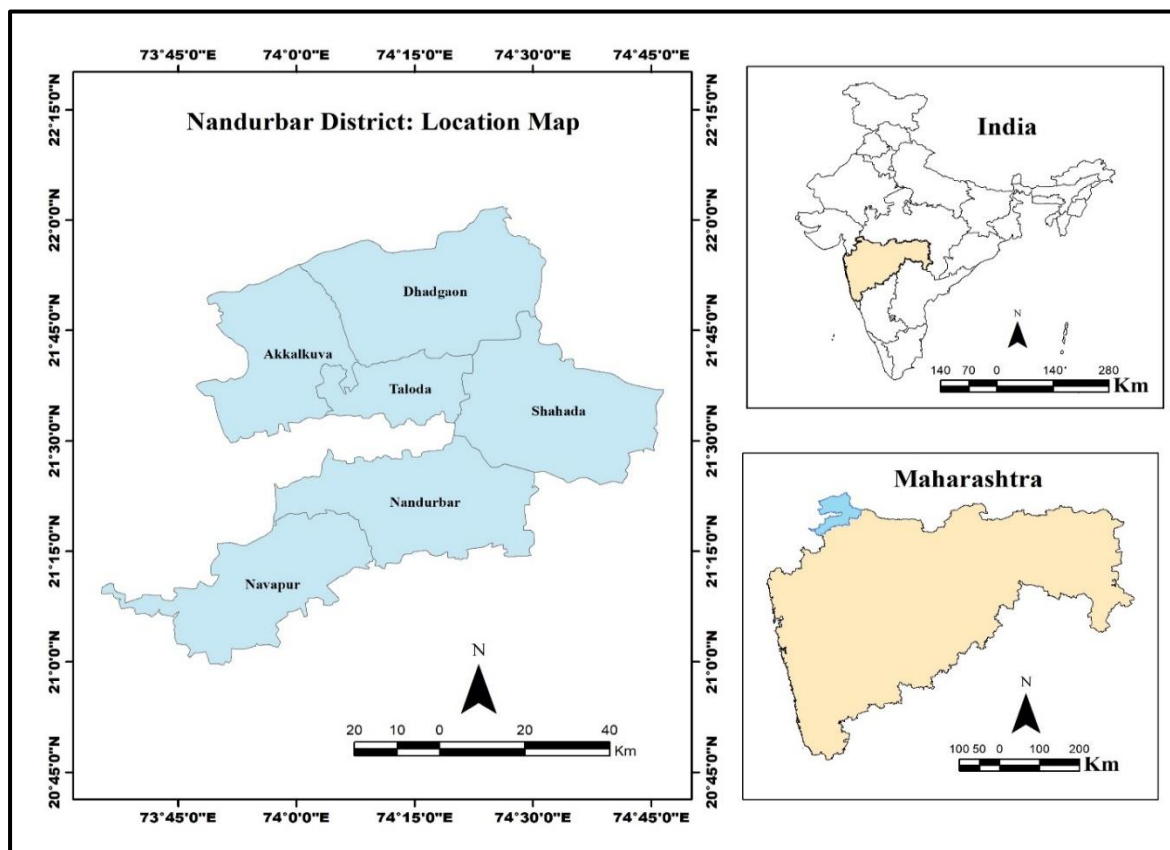 73°45'0"E 74°0'0"E 74°15'0"E 74°30'0"E 74°45'0"E
Nandurbar District: Location Map
22°15'0"N
22°0'0"N
21°45'0"N
21°30'0"N
21°15'0"N
21°0'0"N
20°45'0"N
Dhadgaon
Akkalkuva
Taloda
Shahada
Nandurbar
Navapur
N
20 10 0 20 40
Km
22°15'0"N
22°0'0"N
21°45'0"N
21°30'0"N
21°15'0"N
21°0'0"N
20°45'0"N
73°45'0"E 74°0'0"E 74°15'0"E 74°30'0"E 74°45'0"E
India
N
140 70 0 140 280
Km
Maharashtra
N
100 50 0 100 200
Km